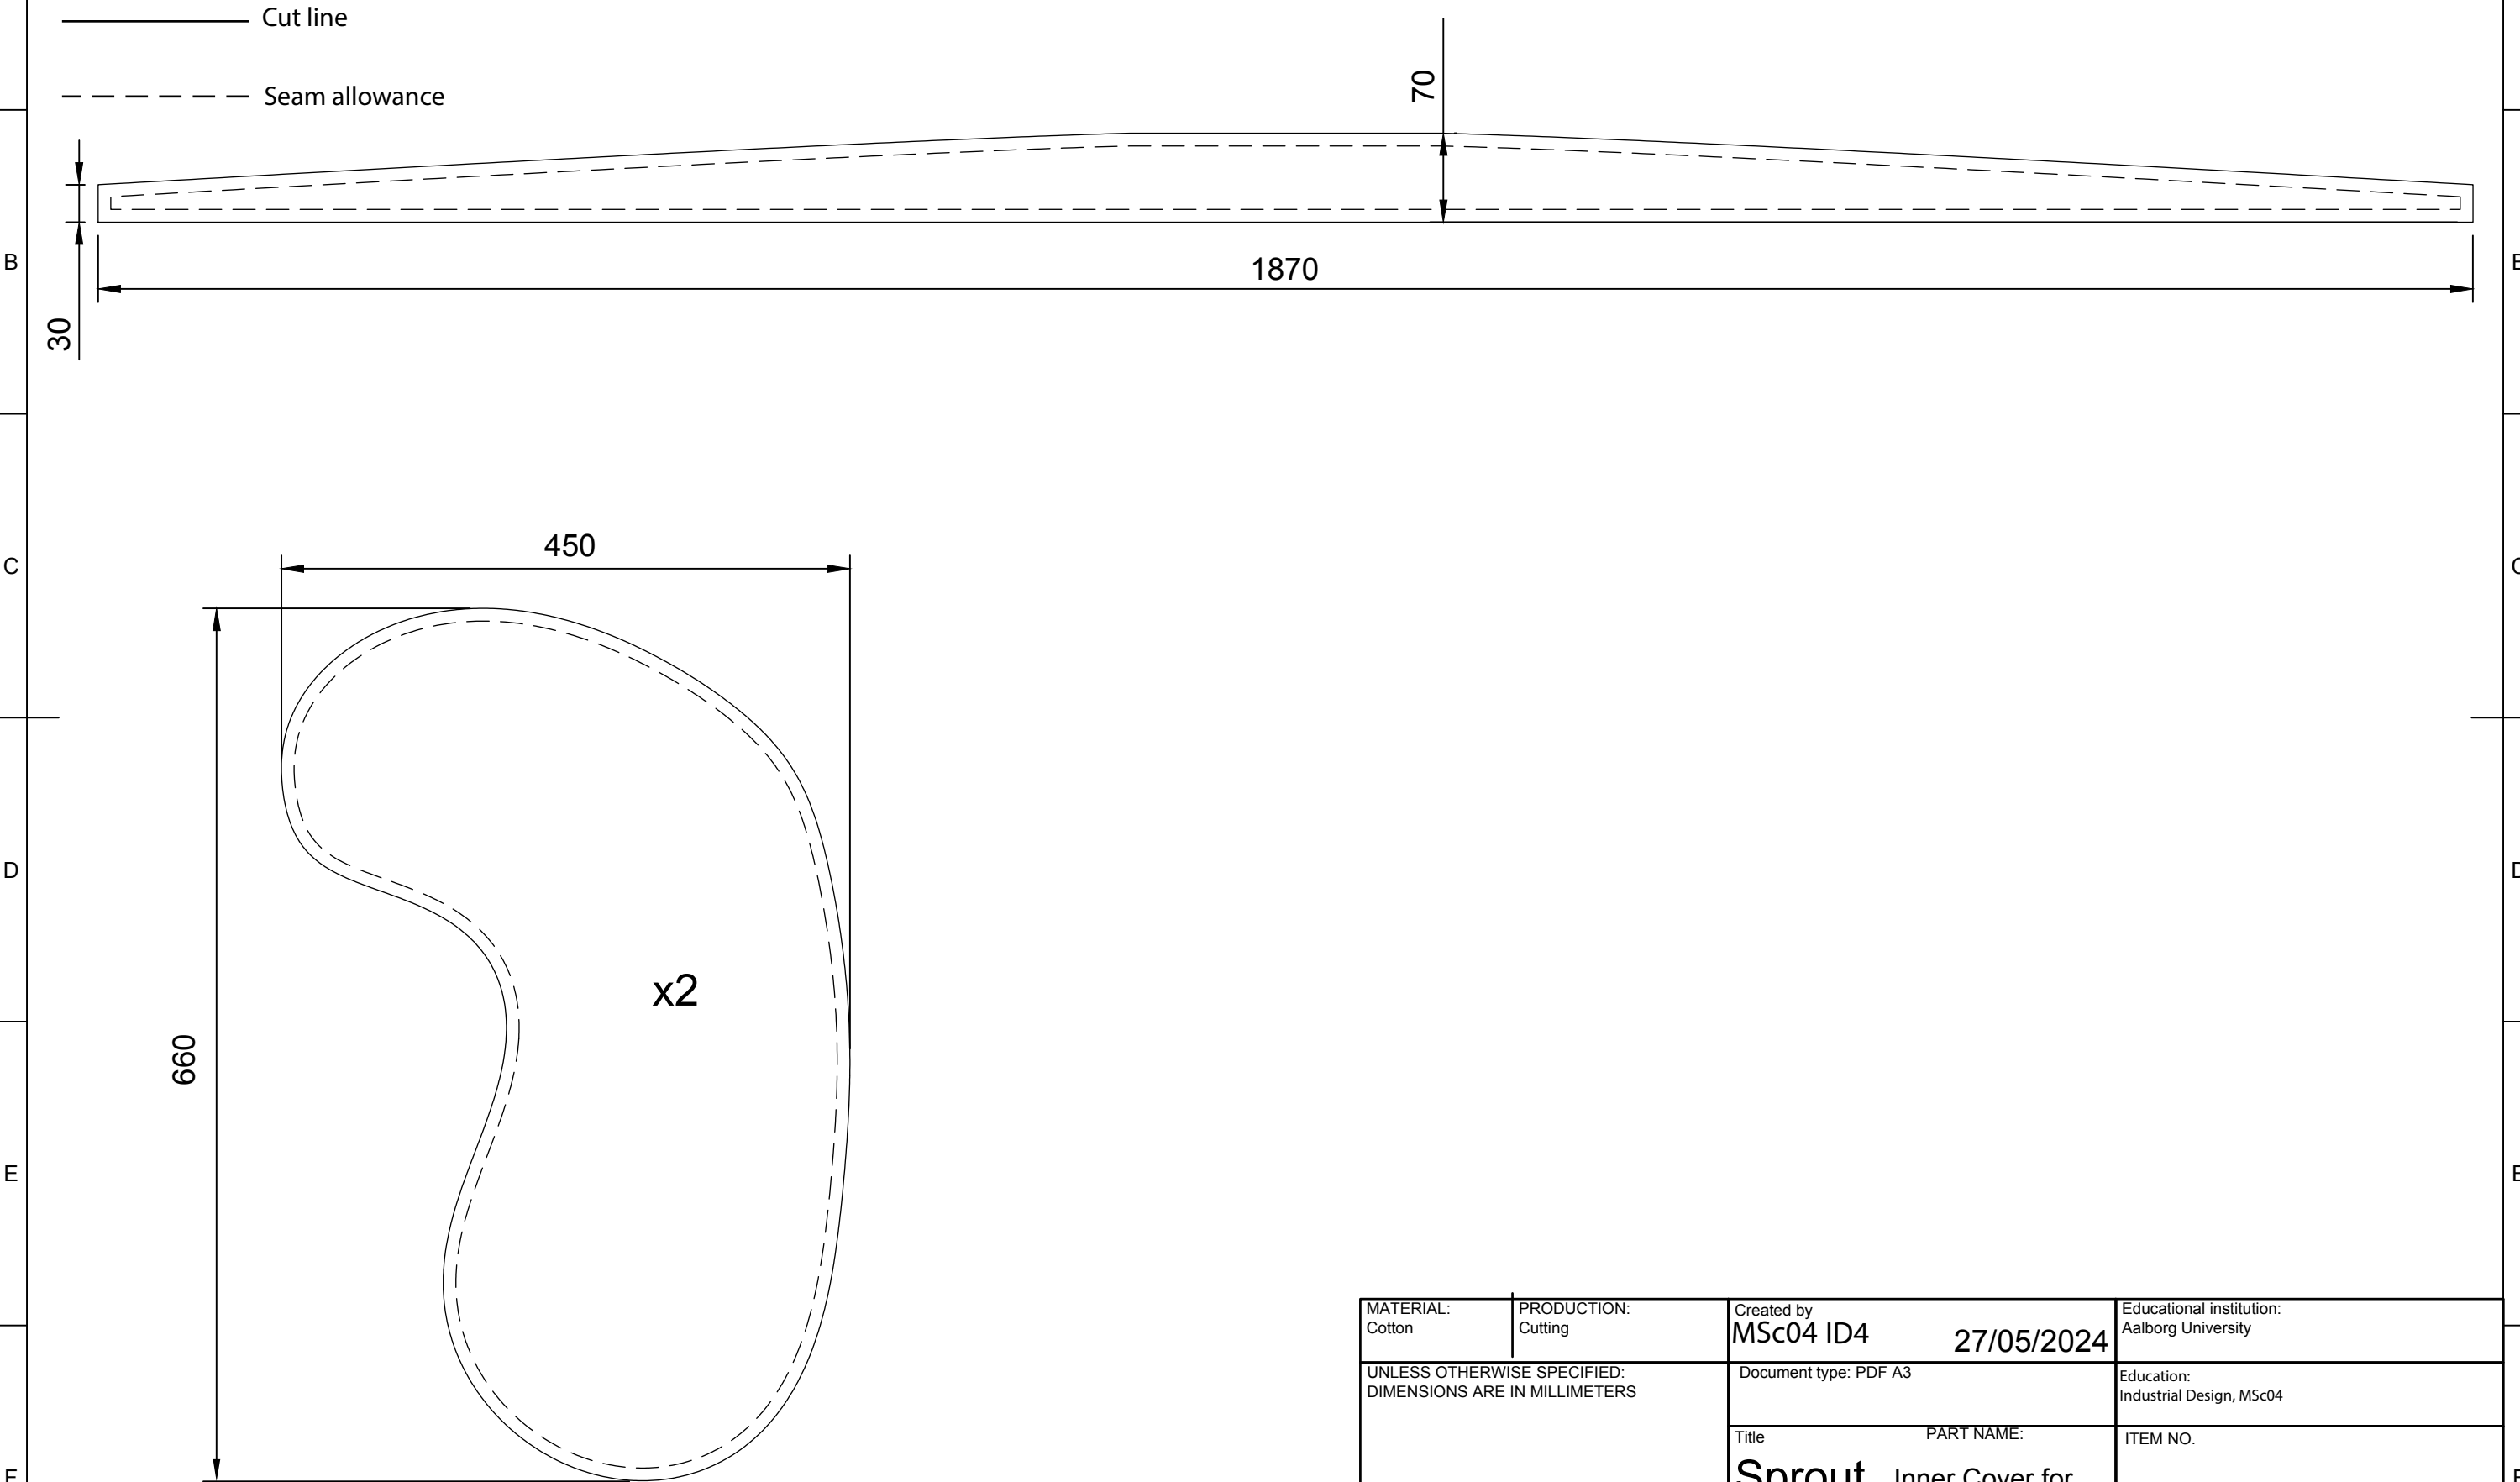 Cut line
Seam allowance
70
30
1870
B
B
450
C
C
660
x2
D
D
E
E
MATERIAL:
Cotton
PRODUCTION:
Cutting
Created by
MSc04 ID4
27/05/2024
Educational institution:
Aalborg University
UNLESS OTHERWISE SPECIFIED:
DIMENSIONS ARE IN MILLIMETERS
Document type: PDF A3
Education:
Industrial Design, MSc04
Title
PART NAME:
ITEM NO.
Sprout
Inner Cover for
F
F